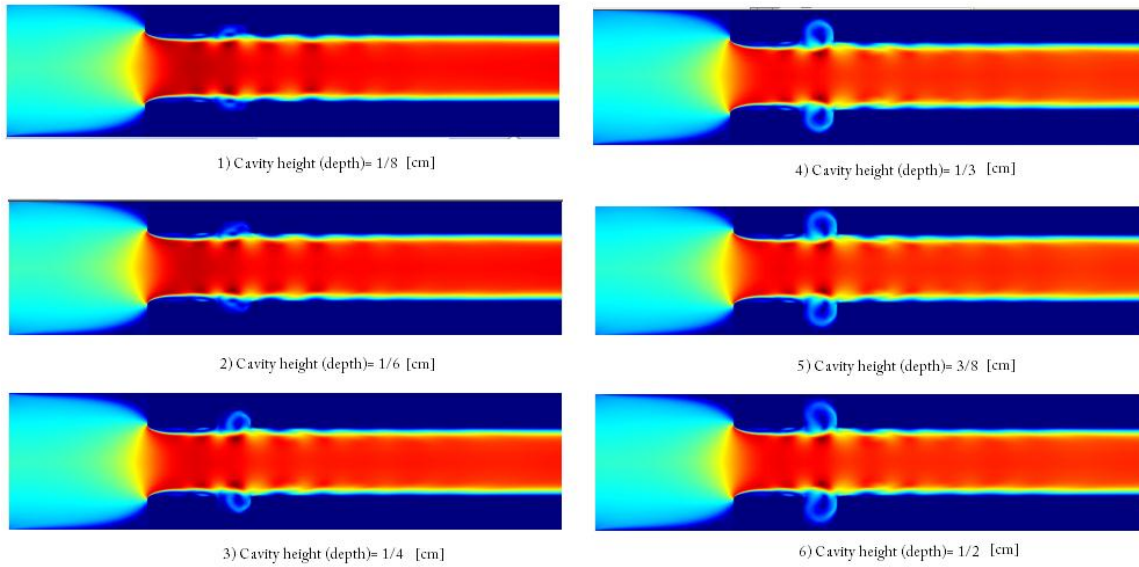 1) Cavity height (depth)= 1/8 [cm]
2) Cavity height (depth)= 1/6 [cm]
3) Cavity height (depth)= 1/4 [cm]
4) Cavity height (depth)= 1/3 [cm]
5) Cavity height (depth)= 3/8 [cm]
6) Cavity height (depth)= 1/2 [cm]